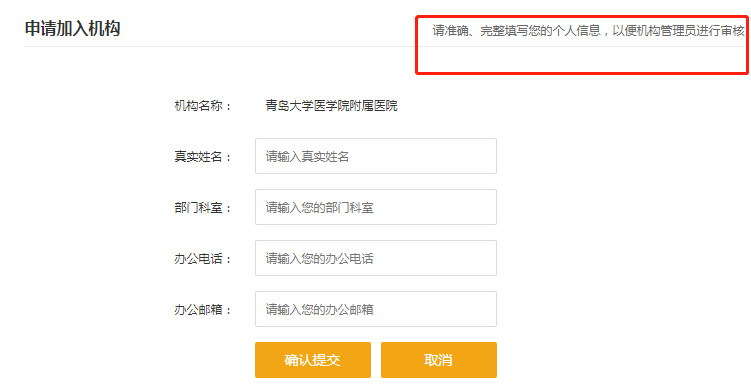 申请加入机构
请准确、完整填写您的个人信息，以便机构管理员进行审核
机构名称： 青岛大学医学院附属医院
真实姓名： 请输入真实姓名
部门科室： 请输入您的部门科室
办公电话： 请输入您的办公电话
办公邮箱： 请输入您的办公邮箱
确认提交 取消